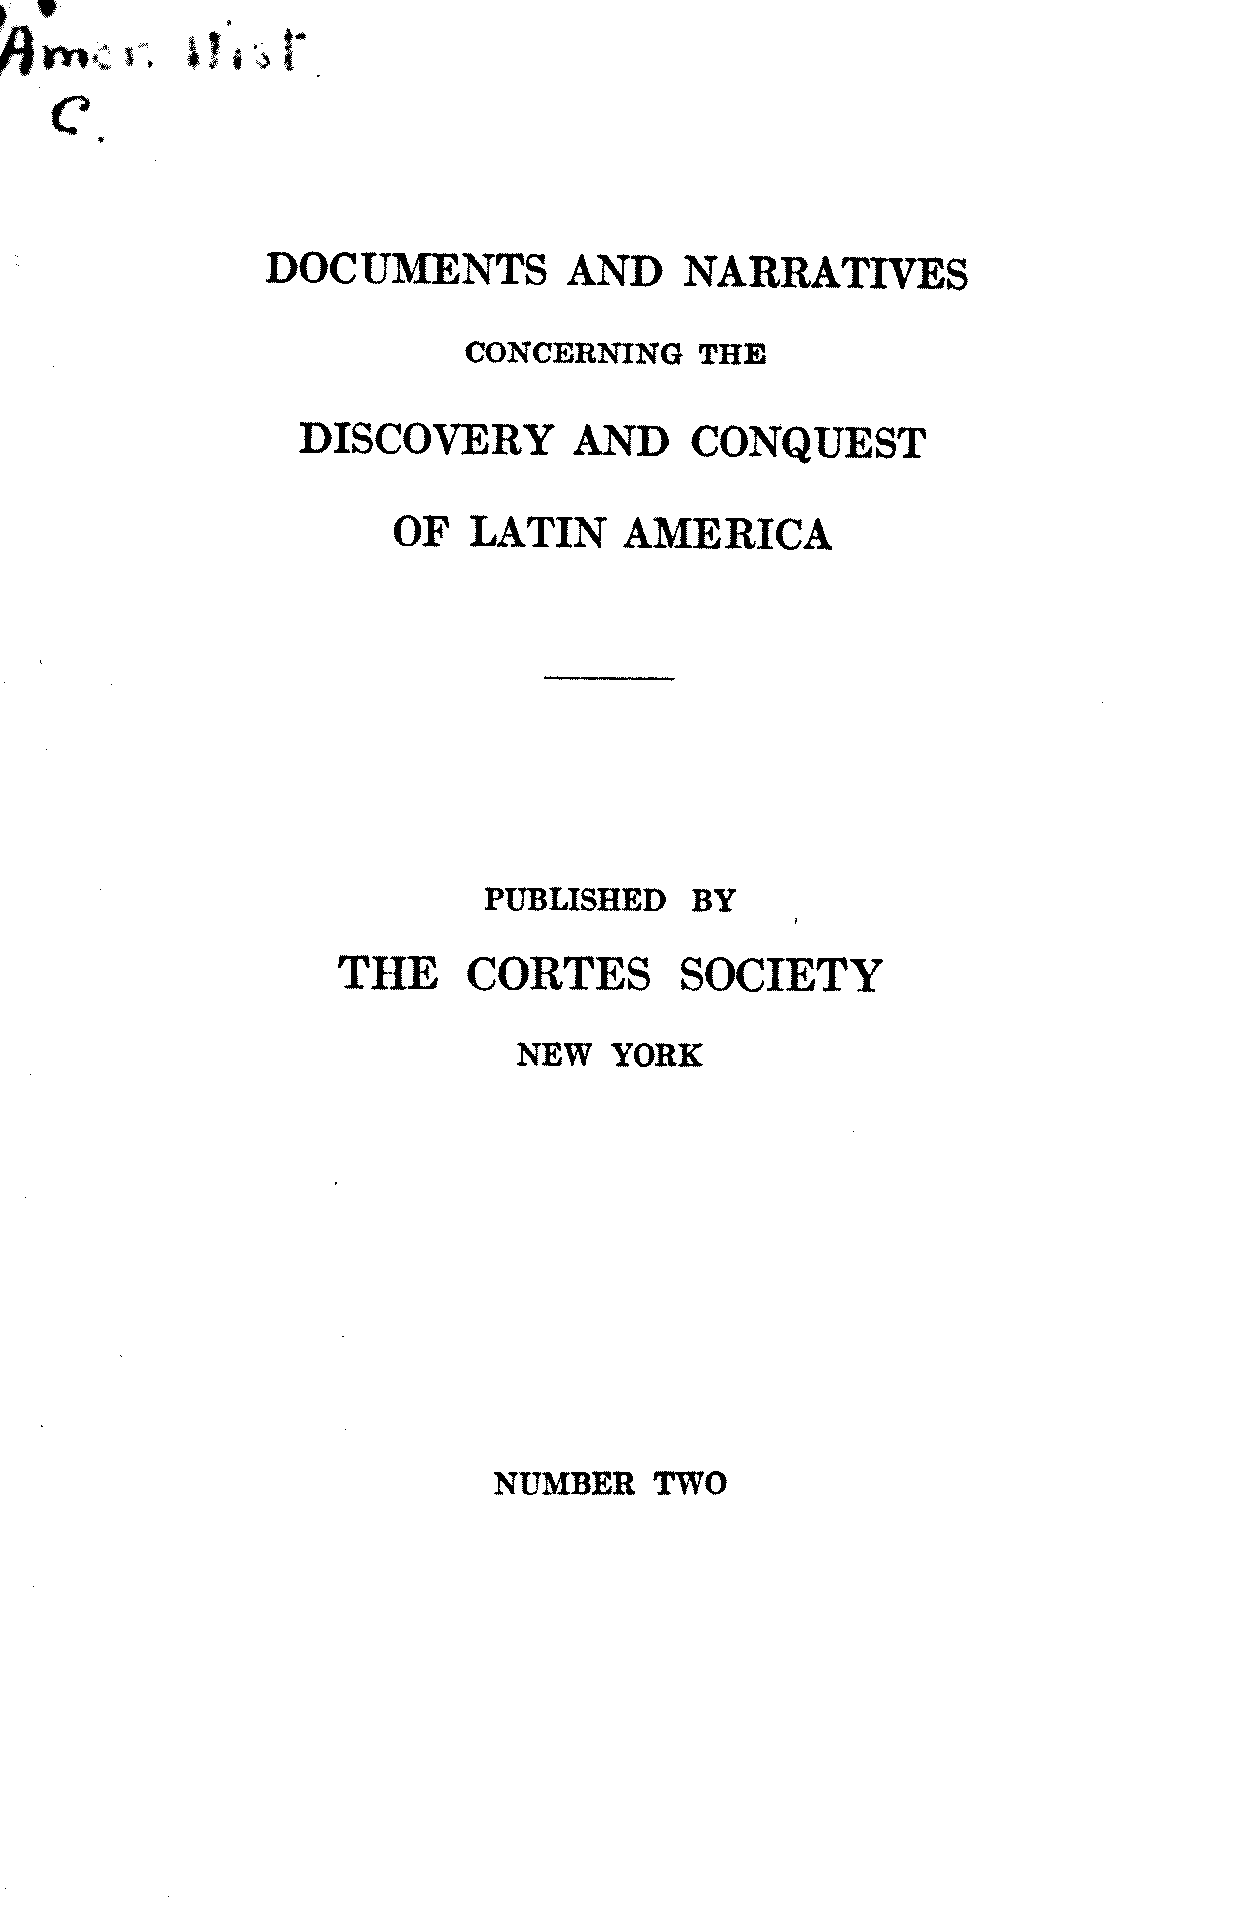 Amer. Hist
C.
DOCUMENTS AND NARRATIVES
CONCERNING THE
DISCOVERY AND CONQUEST
OF LATIN AMERICA
PUBLISHED BY
THE CORTES SOCIETY
NEW YORK
NUMBER TWO